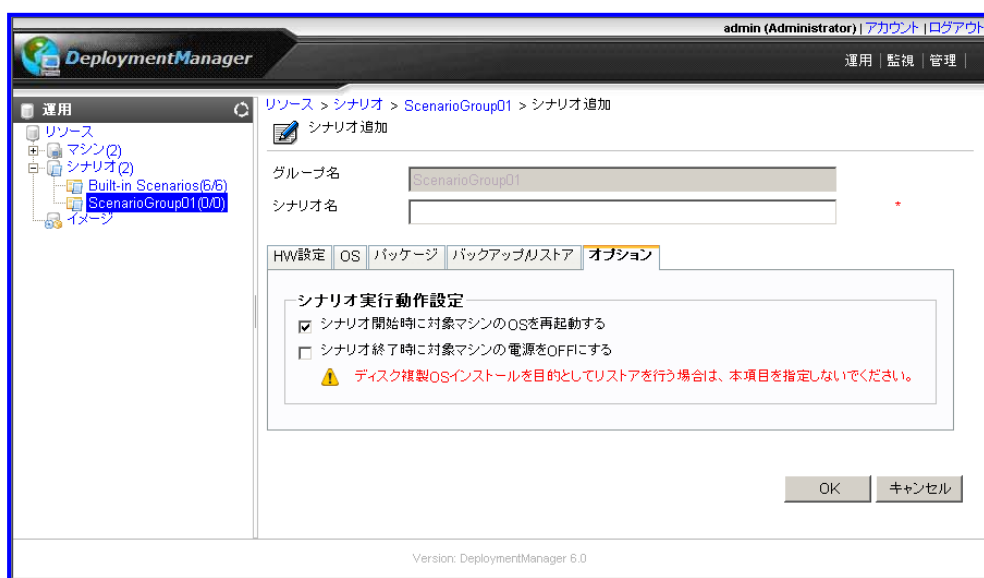 admin (Administrator) | アカウント | ログアウト
DeploymentManager
運用 | 監視 | 管理 |
運用
リソース
マシン(2)
シナリオ(2)
Built-in Scenarios(6/6)
ScenarioGroup01(0/0)
イメージ
リソース > シナリオ > ScenarioGroup01 > シナリオ追加
シナリオ追加
グループ名 ScenarioGroup01
シナリオ名 *
HW設定 OS パッケージ バックアップ/リストア オプション
シナリオ実行動作設定
シナリオ開始時に対象マシンのOSを再起動する
シナリオ終了時に対象マシンの電源をOFFにする
ディスク複製OSインストールを目的としてリストアを行う場合は、本項目を指定しないでください。
OK キャンセル
Version: DeploymentManager 6.0